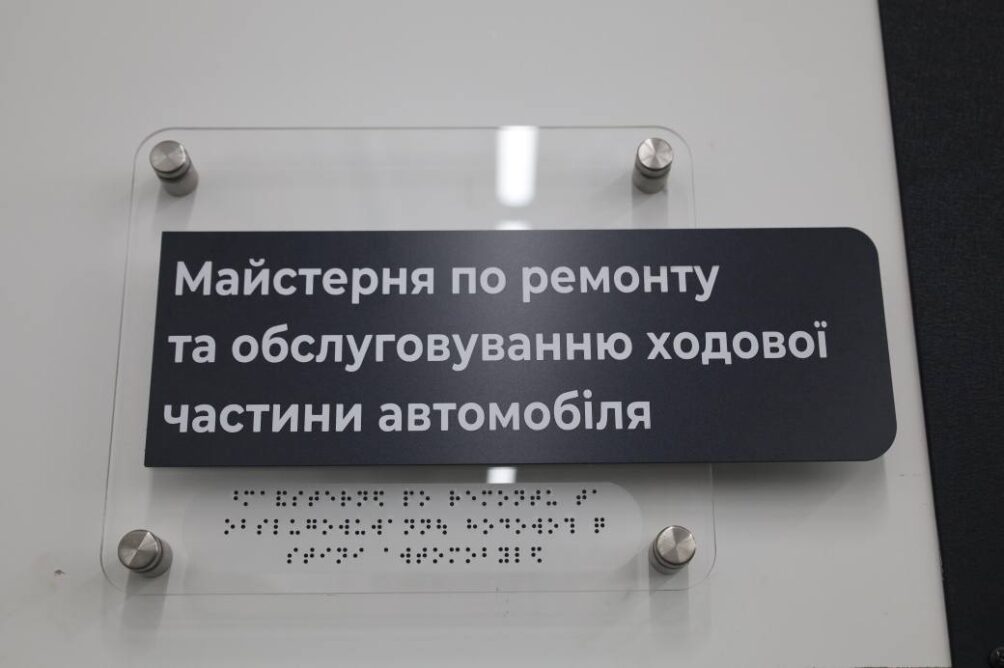 Майстерня по ремонту
та обслуговуванню ходової
частини автомобіля